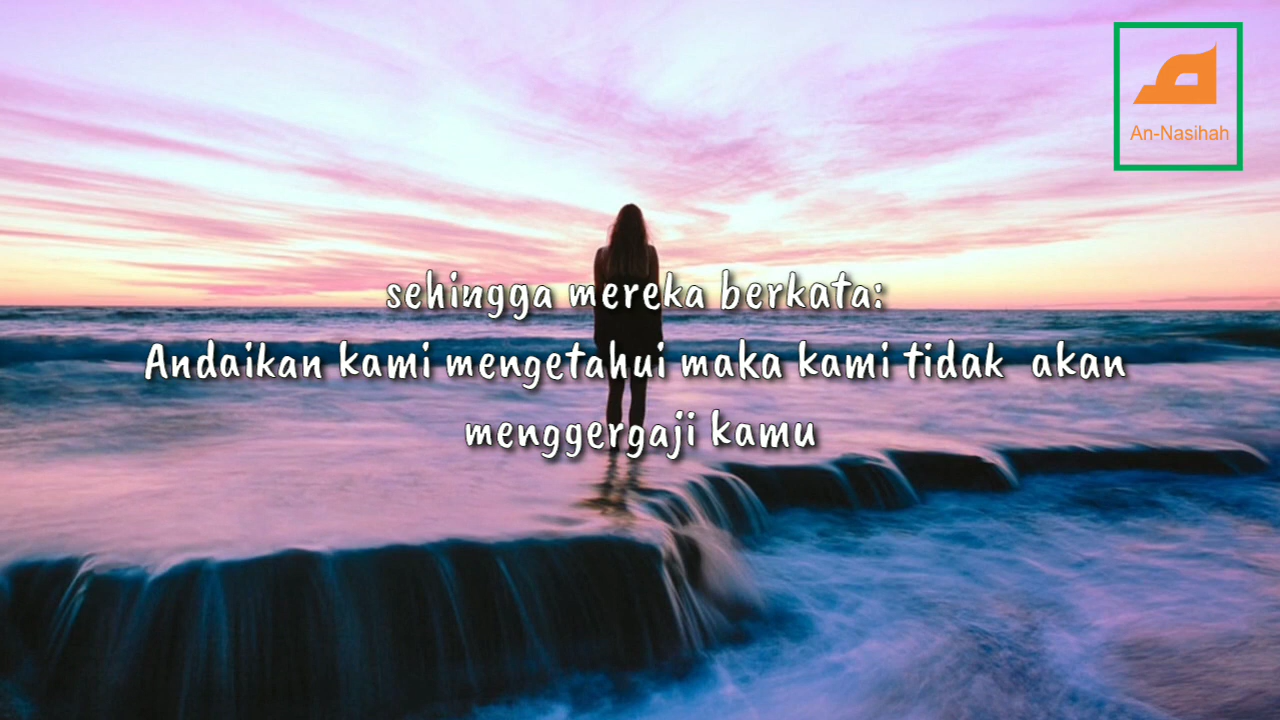 An-Nasihah
sehingga mereka berkata:
Andaikan kami mengetahui maka kami tidak akan
menggergaji kamu